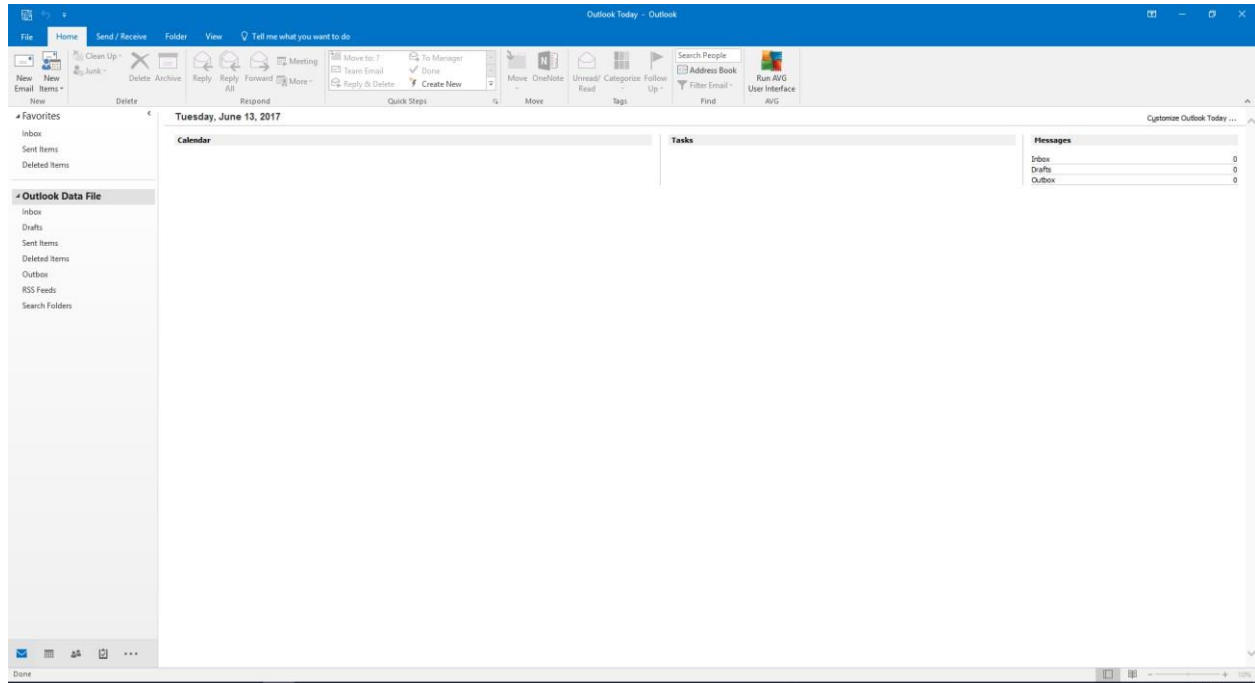 Outlook Today - Outlook
File Home Send / Receive Folder View Tell me what you want to do
New Email
New Items
Clean Up
Junk
Delete
Archive
Reply
Reply All
Forward
Meeting
More
Move to: ?
Team Email
Reply & Delete
To Manager
Done
Create New
Move
OneNote
Unread/ Read
Categorize
Follow Up
Search People
Address Book
Filter Email
Run AVG User Interface
New Delete Respond Quick Steps Move Tags Find AVG
Favorites
Inbox
Sent Items
Deleted Items
Outlook Data File
Inbox
Drafts
Sent Items
Deleted Items
Outbox
RSS Feeds
Search Folders
Tuesday, June 13, 2017
Customize Outlook Today ...
Calendar
Tasks
Messages
Inbox 0
Drafts 0
Outbox 0
Done
10%